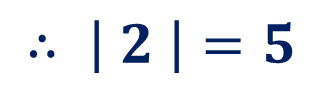 ∴ | 2 | = 5